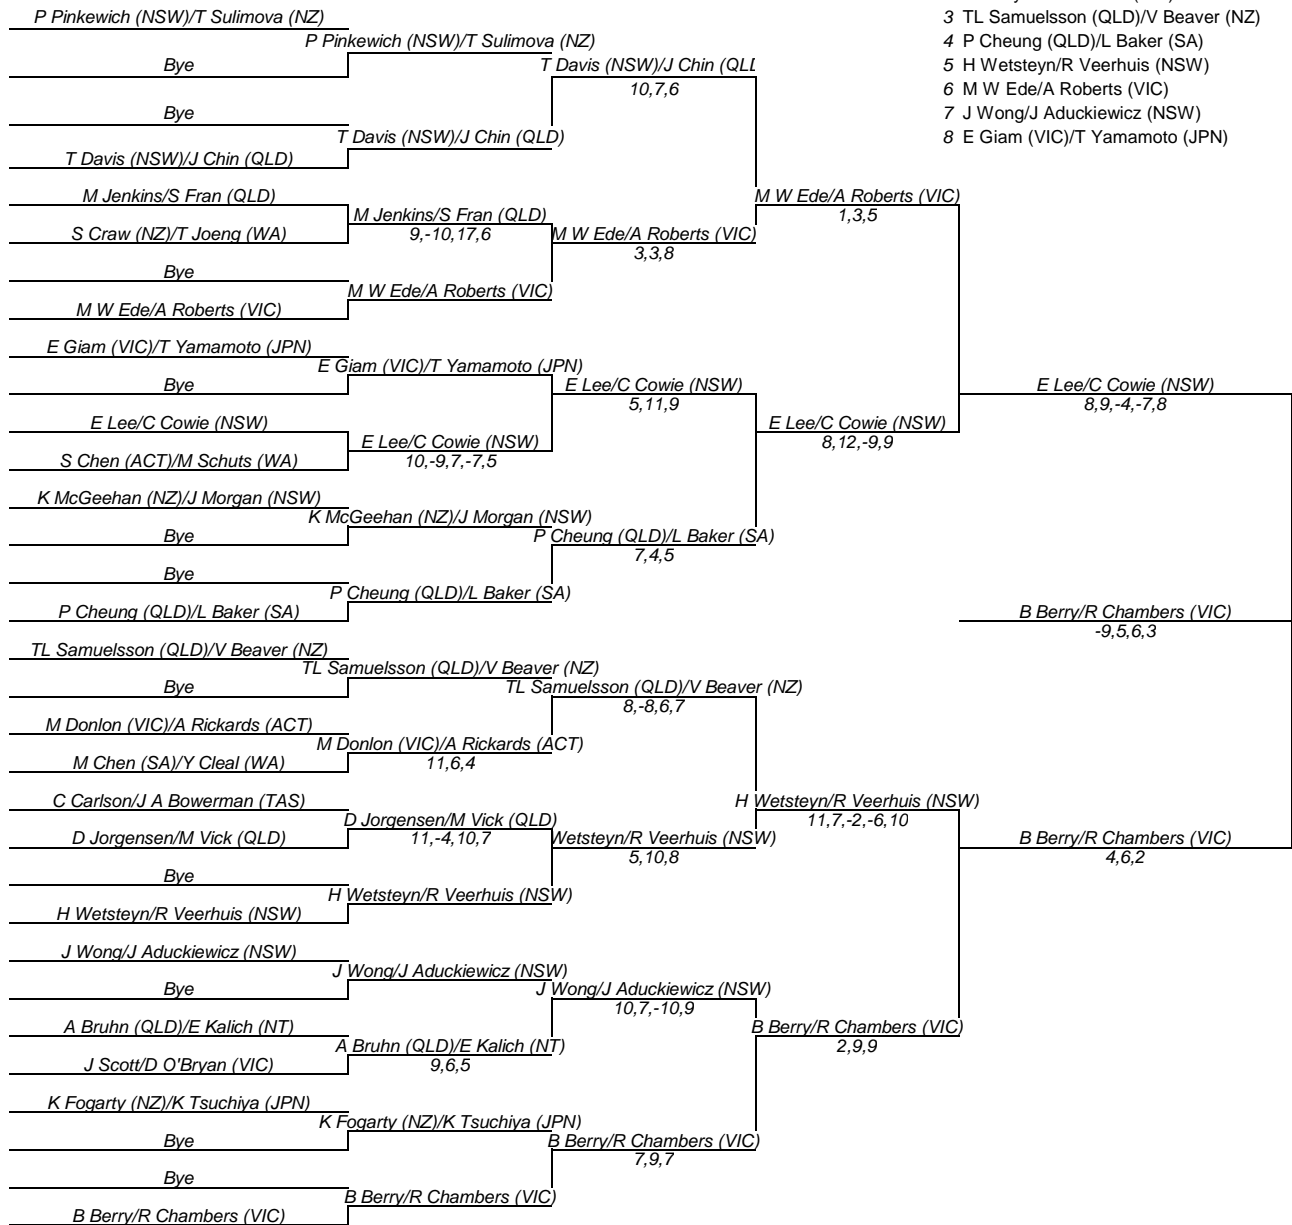 3 TL Samuelsson (QLD)/V Beaver (NZ)
4 P Cheung (QLD)/L Baker (SA)
5 H Wetsteyn/R Veerhuis (NSW)
6 M W Ede/A Roberts (VIC)
7 J Wong/J Aduckiewicz (NSW)
8 E Giam (VIC)/T Yamamoto (JPN)
P Pinkewich (NSW)/T Sulimova (NZ)
Bye
Bye
T Davis (NSW)/J Chin (QLD)
M Jenkins/S Fran (QLD)
S Craw (NZ)/T Joeng (WA)
Bye
M W Ede/A Roberts (VIC)
E Giam (VIC)/T Yamamoto (JPN)
Bye
E Lee/C Cowie (NSW)
S Chen (ACT)/M Schuts (WA)
K McGeehan (NZ)/J Morgan (NSW)
Bye
Bye
P Cheung (QLD)/L Baker (SA)
TL Samuelsson (QLD)/V Beaver (NZ)
Bye
M Donlon (VIC)/A Rickards (ACT)
M Chen (SA)/Y Cleal (WA)
C Carlson/J A Bowerman (TAS)
D Jorgensen/M Vick (QLD)
Bye
H Wetsteyn/R Veerhuis (NSW)
J Wong/J Aduckiewicz (NSW)
Bye
A Bruhn (QLD)/E Kalich (NT)
J Scott/D O'Bryan (VIC)
K Fogarty (NZ)/K Tsuchiya (JPN)
Bye
Bye
B Berry/R Chambers (VIC)
P Pinkewich (NSW)/T Sulimova (NZ)
T Davis (NSW)/J Chin (QLD)
M Jenkins/S Fran (QLD)
9,-10,17,6
M W Ede/A Roberts (VIC)
E Giam (VIC)/T Yamamoto (JPN)
E Lee/C Cowie (NSW)
10,-9,7,-7,5
K McGeehan (NZ)/J Morgan (NSW)
P Cheung (QLD)/L Baker (SA)
TL Samuelsson (QLD)/V Beaver (NZ)
M Donlon (VIC)/A Rickards (ACT)
11,6,4
D Jorgensen/M Vick (QLD)
11,-4,10,7
H Wetsteyn/R Veerhuis (NSW)
J Wong/J Aduckiewicz (NSW)
A Bruhn (QLD)/E Kalich (NT)
9,6,5
K Fogarty (NZ)/K Tsuchiya (JPN)
B Berry/R Chambers (VIC)
T Davis (NSW)/J Chin (QL
10,7,6
M W Ede/A Roberts (VIC)
3,3,8
E Lee/C Cowie (NSW)
5,11,9
P Cheung (QLD)/L Baker (SA)
7,4,5
TL Samuelsson (QLD)/V Beaver (NZ)
8,-8,6,7
Wetsteyn/R Veerhuis (NSW)
5,10,8
J Wong/J Aduckiewicz (NSW)
10,7,-10,9
B Berry/R Chambers (VIC)
7,9,7
M W Ede/A Roberts (VIC)
1,3,5
E Lee/C Cowie (NSW)
8,12,-9,9
H Wetsteyn/R Veerhuis (NSW)
11,7,-2,-6,10
B Berry/R Chambers (VIC)
2,9,9
E Lee/C Cowie (NSW)
8,9,-4,-7,8
B Berry/R Chambers (VIC)
4,6,2
B Berry/R Chambers (VIC)
-9,5,6,3